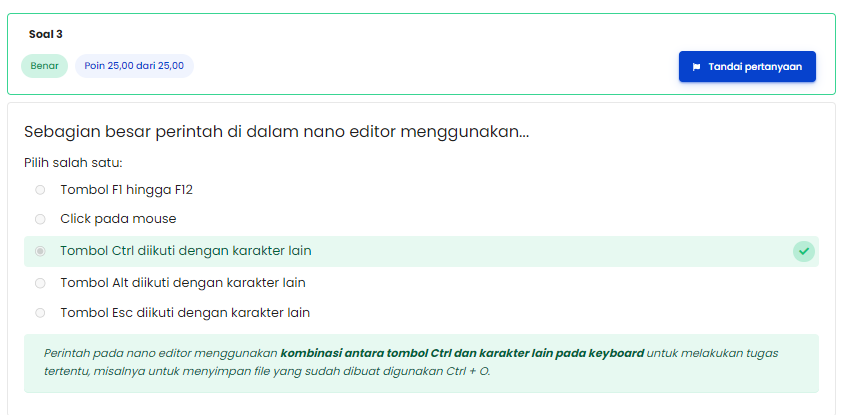 Soal 3
Benar
Poin 25,00 dari 25,00
Tandai pertanyaan
Sebagian besar perintah di dalam nano editor menggunakan...
Pilih salah satu:
Tombol F1 hingga F12
Click pada mouse
Tombol Ctrl diikuti dengan karakter lain
Tombol Alt diikuti dengan karakter lain
Tombol Esc diikuti dengan karakter lain
Perintah pada nano editor menggunakan kombinasi antara tombol Ctrl dan karakter lain pada keyboard untuk melakukan tugas
tertentu, misalnya untuk menyimpan file yang sudah dibuat digunakan Ctrl + O.